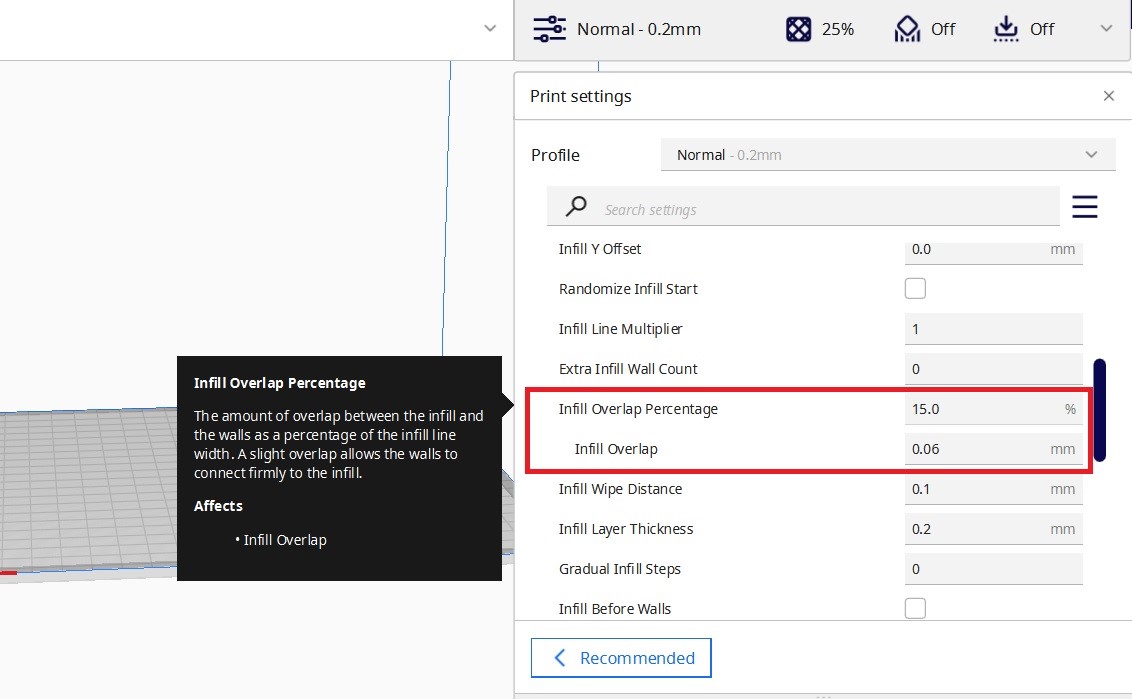 Normal - 0.2mm 25% Off Off
Print settings
Profile Normal - 0.2mm
Search settings
Infill Y Offset 0.0 mm
Randomize Infill Start
Infill Line Multiplier 1
Extra Infill Wall Count 0
Infill Overlap Percentage 15.0 %
Infill Overlap 0.06 mm
Infill Wipe Distance 0.1 mm
Infill Layer Thickness 0.2 mm
Gradual Infill Steps 0
Infill Before Walls
Recommended
Infill Overlap Percentage
The amount of overlap between the infill and
the walls as a percentage of the infill line
width. A slight overlap allows the walls to
connect firmly to the infill.
Affects
• Infill Overlap